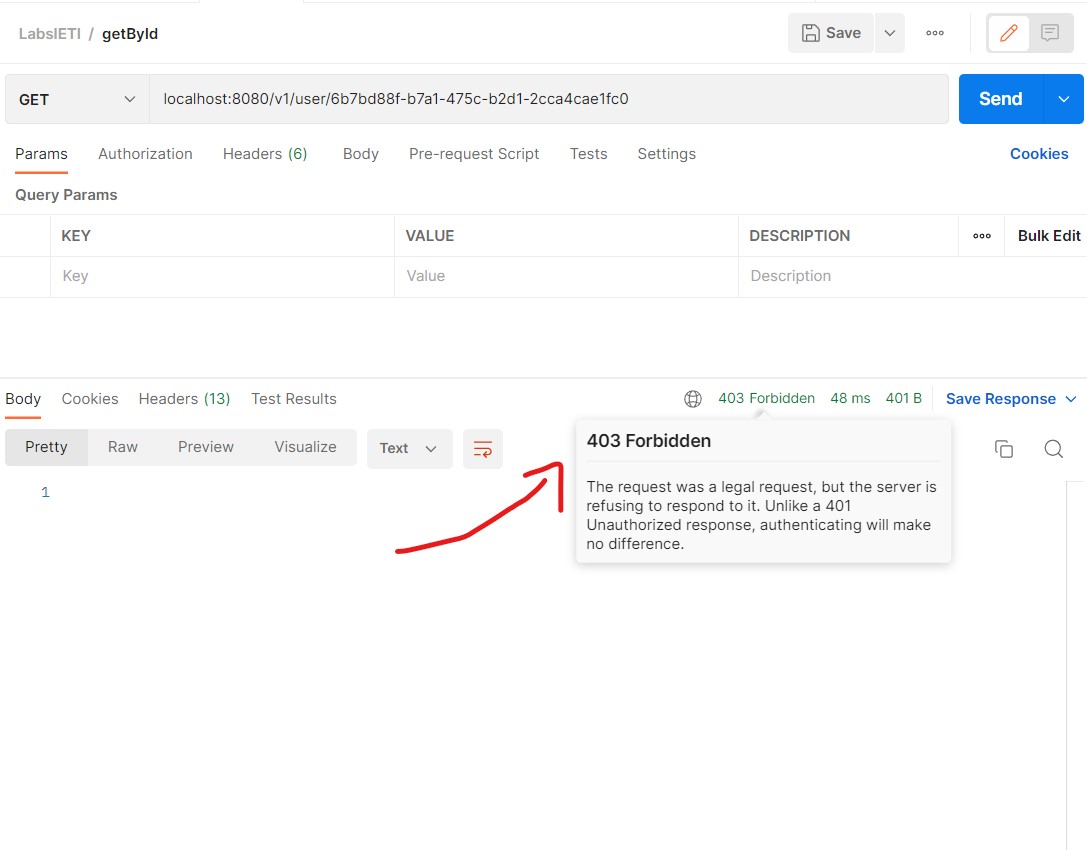 LabsIETI / getById
Save
GET
localhost:8080/v1/user/6b7bd88f-b7a1-475c-b2d1-2cca4cae1fc0
Send
Params Authorization Headers (6) Body Pre-request Script Tests Settings Cookies
Query Params
KEY VALUE DESCRIPTION Bulk Edit
Key Value Description
Body Cookies Headers (13) Test Results 403 Forbidden 48 ms 401 B Save Response
Pretty Raw Preview Visualize Text
1
403 Forbidden
The request was a legal request, but the server is
refusing to respond to it. Unlike a 401
Unauthorized response, authenticating will make
no difference.